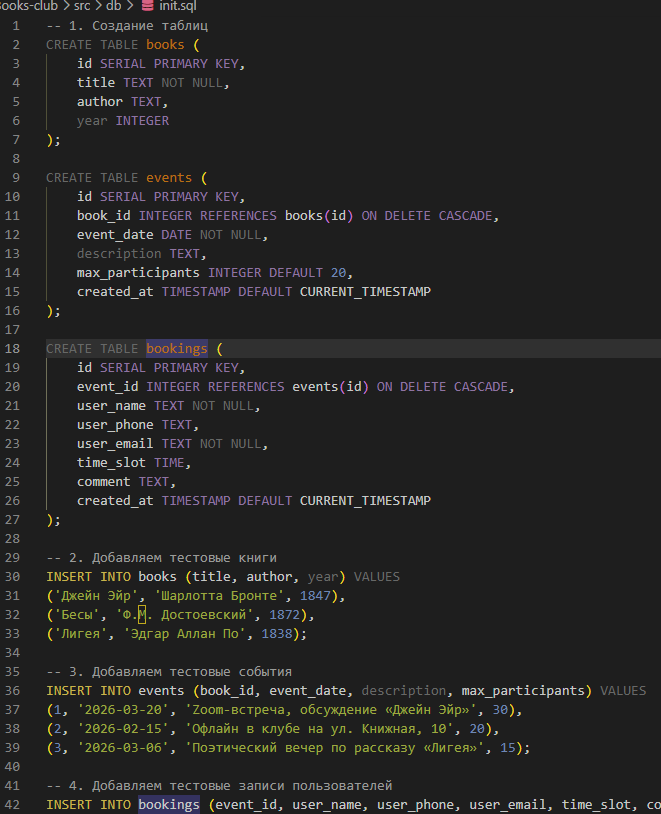 ooks-club > src > db > init.sql
1 -- 1. Создание таблиц
2 CREATE TABLE books (
3 id SERIAL PRIMARY KEY,
4 title TEXT NOT NULL,
5 author TEXT,
6 year INTEGER
7 );
8
9 CREATE TABLE events (
10 id SERIAL PRIMARY KEY,
11 book_id INTEGER REFERENCES books(id) ON DELETE CASCADE,
12 event_date DATE NOT NULL,
13 description TEXT,
14 max_participants INTEGER DEFAULT 20,
15 created_at TIMESTAMP DEFAULT CURRENT_TIMESTAMP
16 );
17
18 CREATE TABLE bookings (
19 id SERIAL PRIMARY KEY,
20 event_id INTEGER REFERENCES events(id) ON DELETE CASCADE,
21 user_name TEXT NOT NULL,
22 user_phone TEXT,
23 user_email TEXT NOT NULL,
24 time_slot TIME,
25 comment TEXT,
26 created_at TIMESTAMP DEFAULT CURRENT_TIMESTAMP
27 );
28
29 -- 2. Добавляем тестовые книги
30 INSERT INTO books (title, author, year) VALUES
31 ('Джейн Эйр', 'Шарлотта Бронте', 1847),
32 ('Бесы', 'Ф.М. Достоевский', 1872),
33 ('Лигея', 'Эдгар Аллан По', 1838);
34
35 -- 3. Добавляем тестовые события
36 INSERT INTO events (book_id, event_date, description, max_participants) VALUES
37 (1, '2026-03-20', 'Zoom-встреча, обсуждение «Джейн Эйр»', 30),
38 (2, '2026-02-15', 'Офлайн в клубе на ул. Книжная, 10', 20),
39 (3, '2026-03-06', 'Поэтический вечер по рассказу «Лигея»', 15);
40
41 -- 4. Добавляем тестовые записи пользователей
42 INSERT INTO bookings (event_id, user_name, user_phone, user_email, time_slot, co